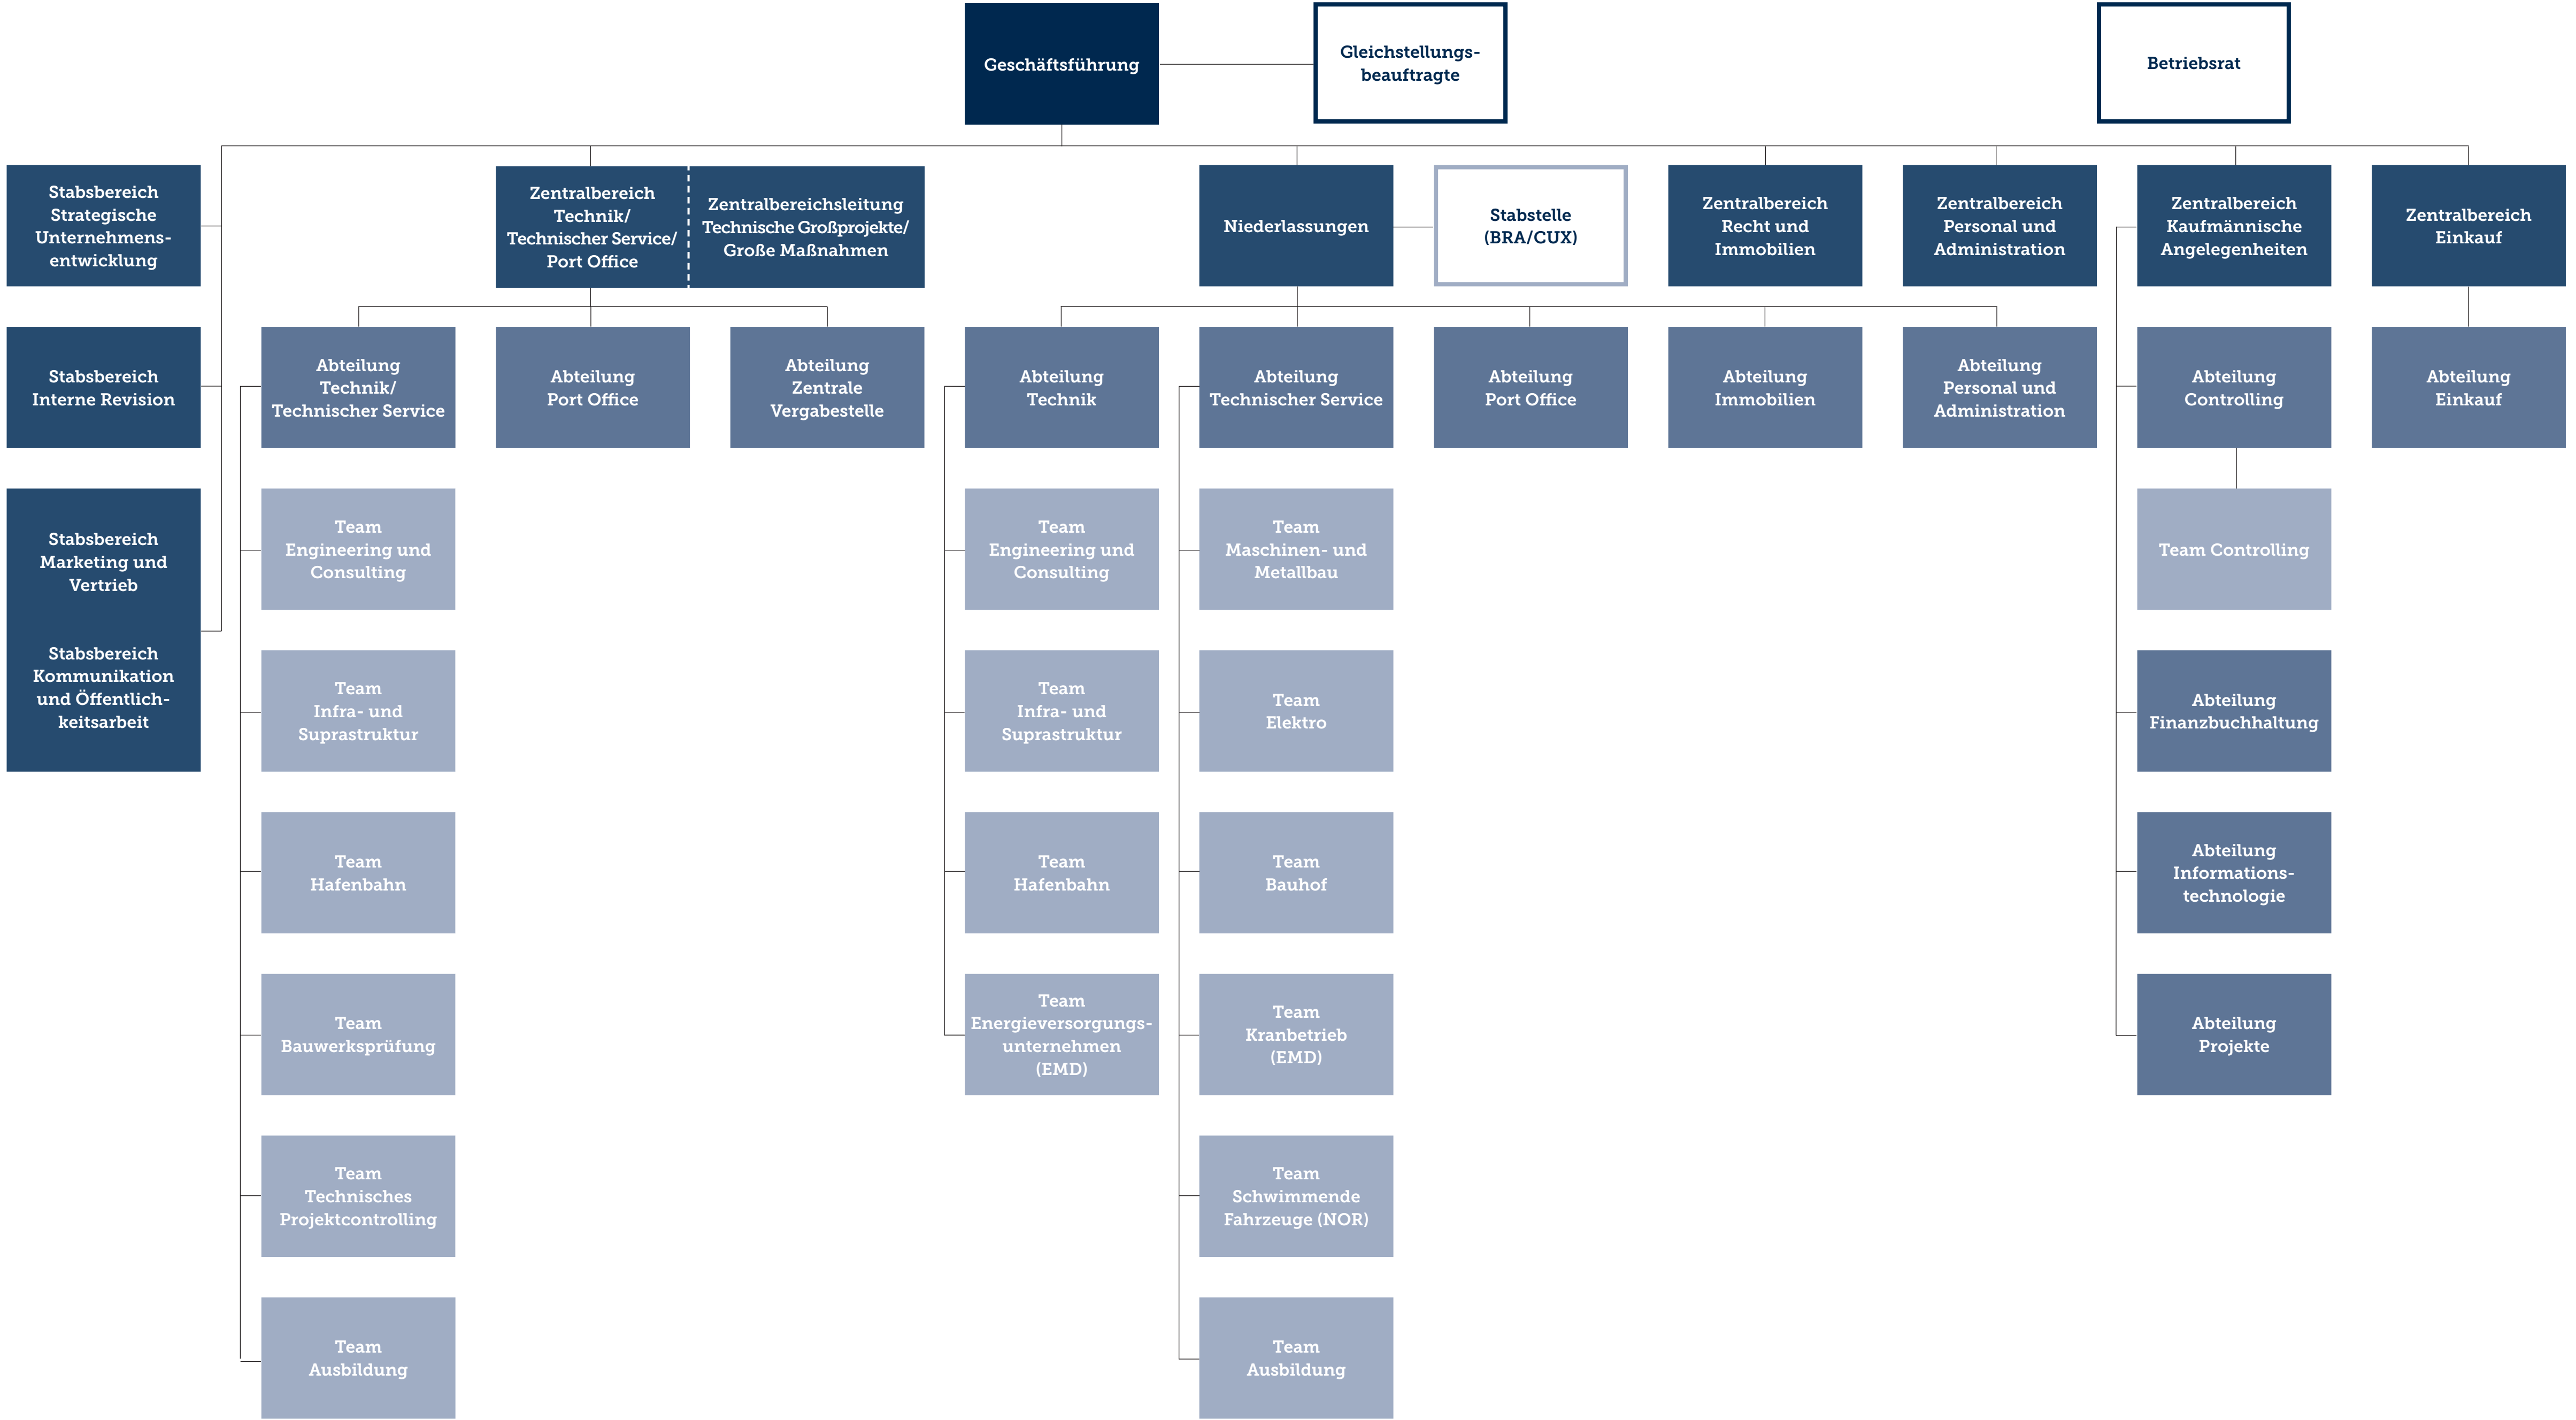 Geschäftsführung
Gleichstellungs-
beauftragte
Betriebsrat
Stabsbereich
Strategische
Unternehmens-
entwicklung
Zentralbereich
Technik/
Technischer Service/
Port Office
Zentralbereichsleitung
Technische Großprojekte/
Große Maßnahmen
Niederlassungen
Stabstelle
(BRA/CUX)
Zentralbereich
Recht und
Immobilien
Zentralbereich
Personal und
Administration
Zentralbereich
Kaufmännische
Angelegenheiten
Zentralbereich
Einkauf
Stabsbereich
Interne Revision
Abteilung
Technik/
Technischer Service
Abteilung
Port Office
Abteilung
Zentrale
Vergabestelle
Abteilung
Technik
Abteilung
Technischer Service
Abteilung
Port Office
Abteilung
Immobilien
Abteilung
Personal und
Administration
Abteilung
Controlling
Abteilung
Einkauf
Stabsbereich
Marketing und
Vertrieb
Stabsbereich
Kommunikation
und Öffentlich-
keitsarbeit
Team
Engineering und
Consulting
Team
Engineering und
Consulting
Team
Maschinen- und
Metallbau
Team Controlling
Team
Infra- und
Suprastruktur
Team
Infra- und
Suprastruktur
Team
Elektro
Abteilung
Finanzbuchhaltung
Team
Hafenbahn
Team
Hafenbahn
Team
Bauhof
Abteilung
Informations-
technologie
Team
Bauwerksprüfung
Team
Energieversorgungs-
unternehmen
(EMD)
Team
Kranbetrieb
(EMD)
Abteilung
Projekte
Team
Technisches
Projektcontrolling
Team
Schwimmende
Fahrzeuge (NOR)
Team
Ausbildung
Team
Ausbildung